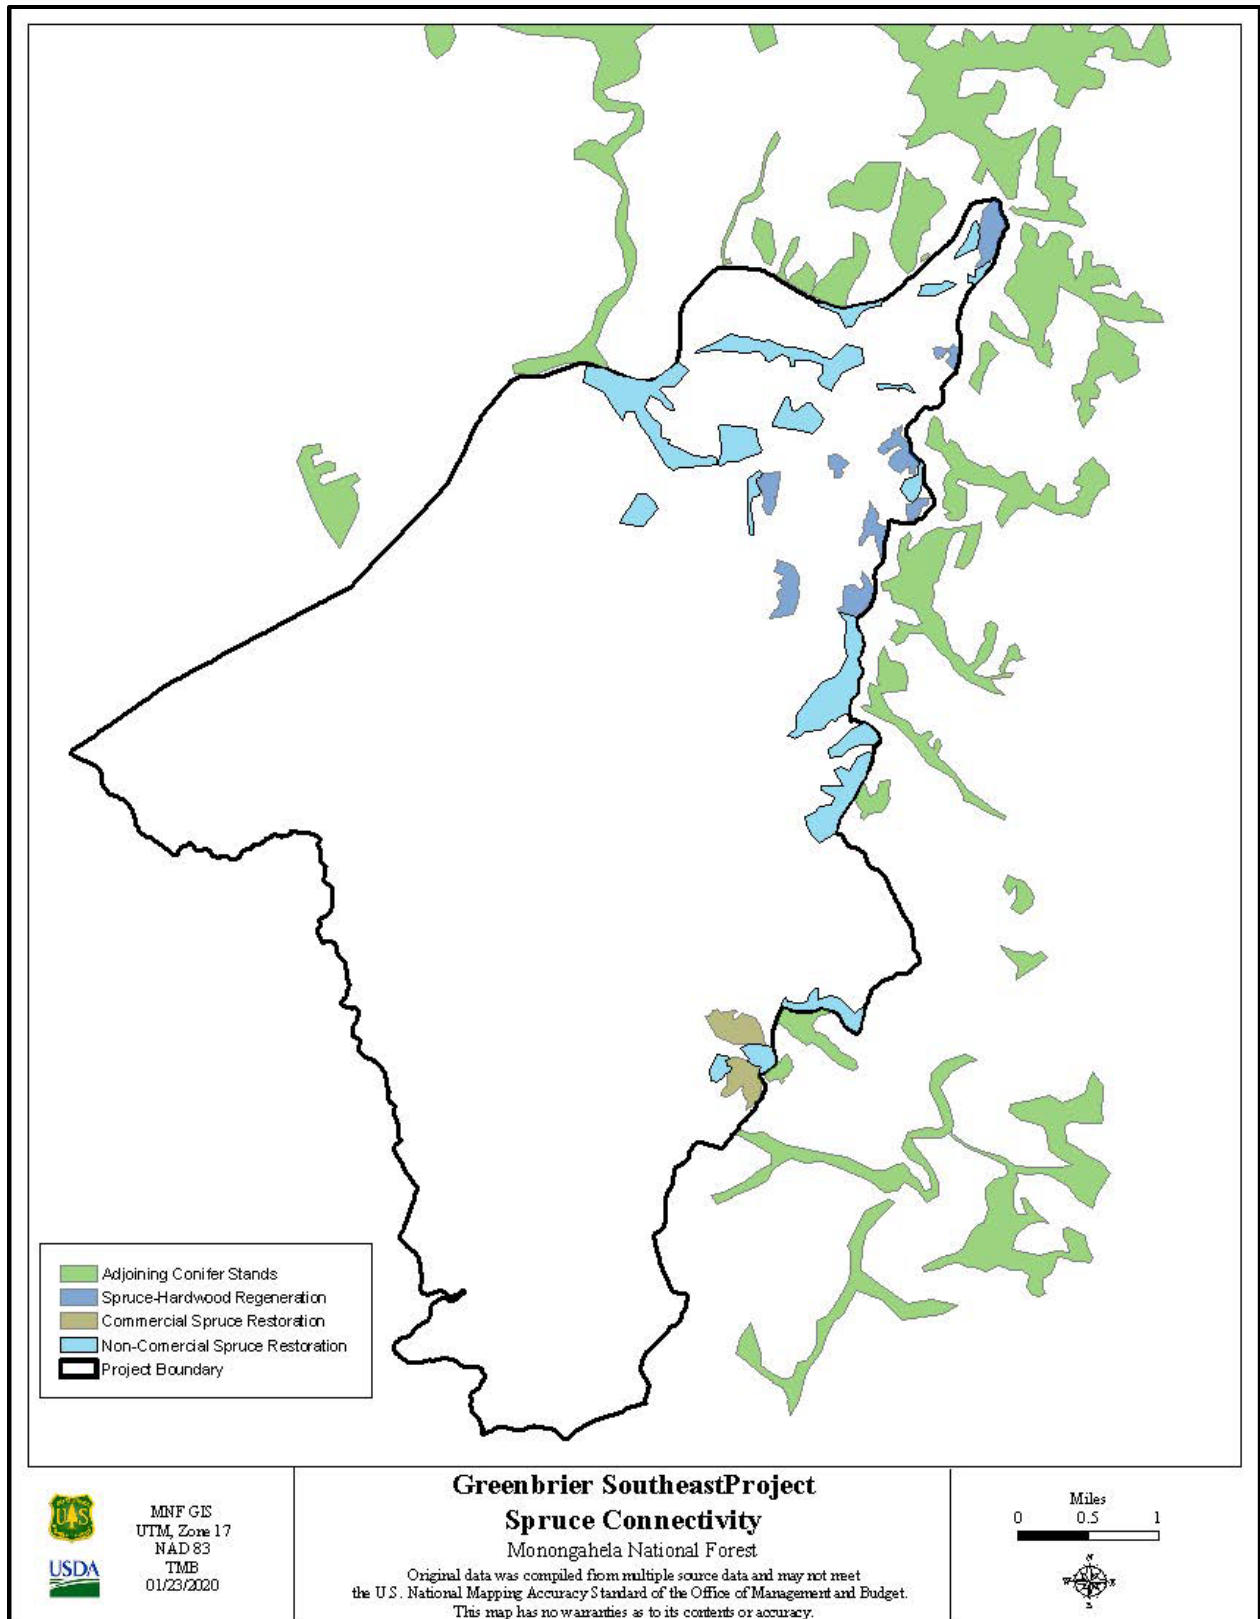 Adjoining Conifer Stands
Spruce-Hardwood Regeneration
Commercial Spruce Restoration
Non-Comercial Spruce Restoration
Project Boundary
U S
USDA
MNF GIS
UTM, Zone 17
NAD 83
TMB
01/23/2020
Greenbrier SoutheastProject
Spruce Connectivity
Monongahela National Forest
Original data was compiled from multiple source data and may not meet
the U.S. National Mapping Accuracy Standard of the Office of Management and Budget.
This map has no warranties as to its contents or accuracy.
Miles
0 0.5 1
N
W E
S